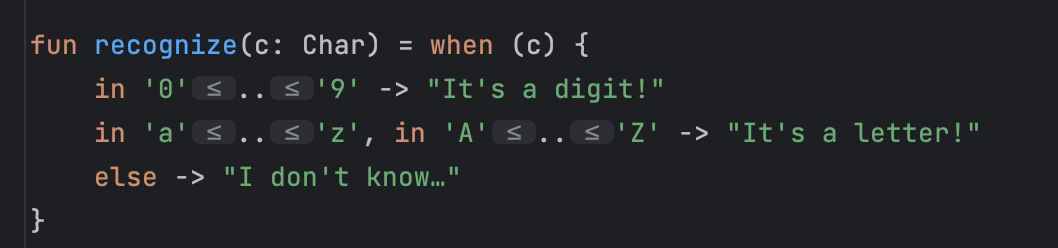 fun recognize(c: Char) = when (c) {
    in '0' ≤ .. ≤ '9' -> "It's a digit!"
    in 'a' ≤ .. ≤ 'z', in 'A' ≤ .. ≤ 'Z' -> "It's a letter!"
    else -> "I don't know…"
}